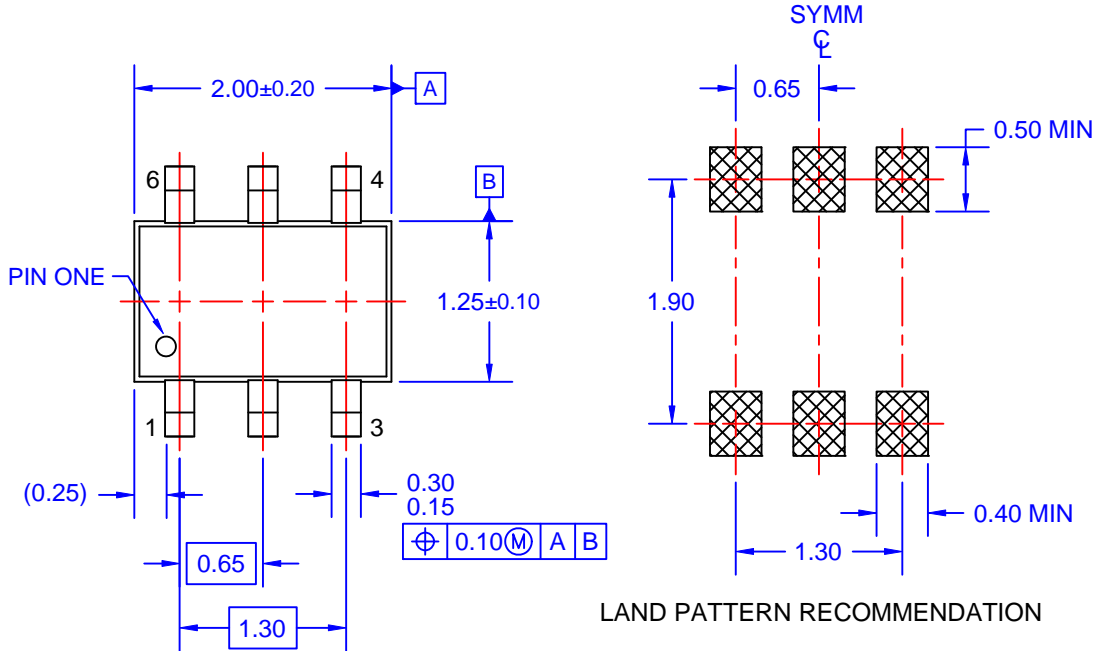 SYMM
℄
2.00±0.20
A
0.65
0.50 MIN
6
4
B
PIN ONE
1.25±0.10
1.90
1
3
(0.25)
0.30
0.15
⌖ 0.10Ⓜ A B
0.40 MIN
0.65
1.30
1.30
LAND PATTERN RECOMMENDATION